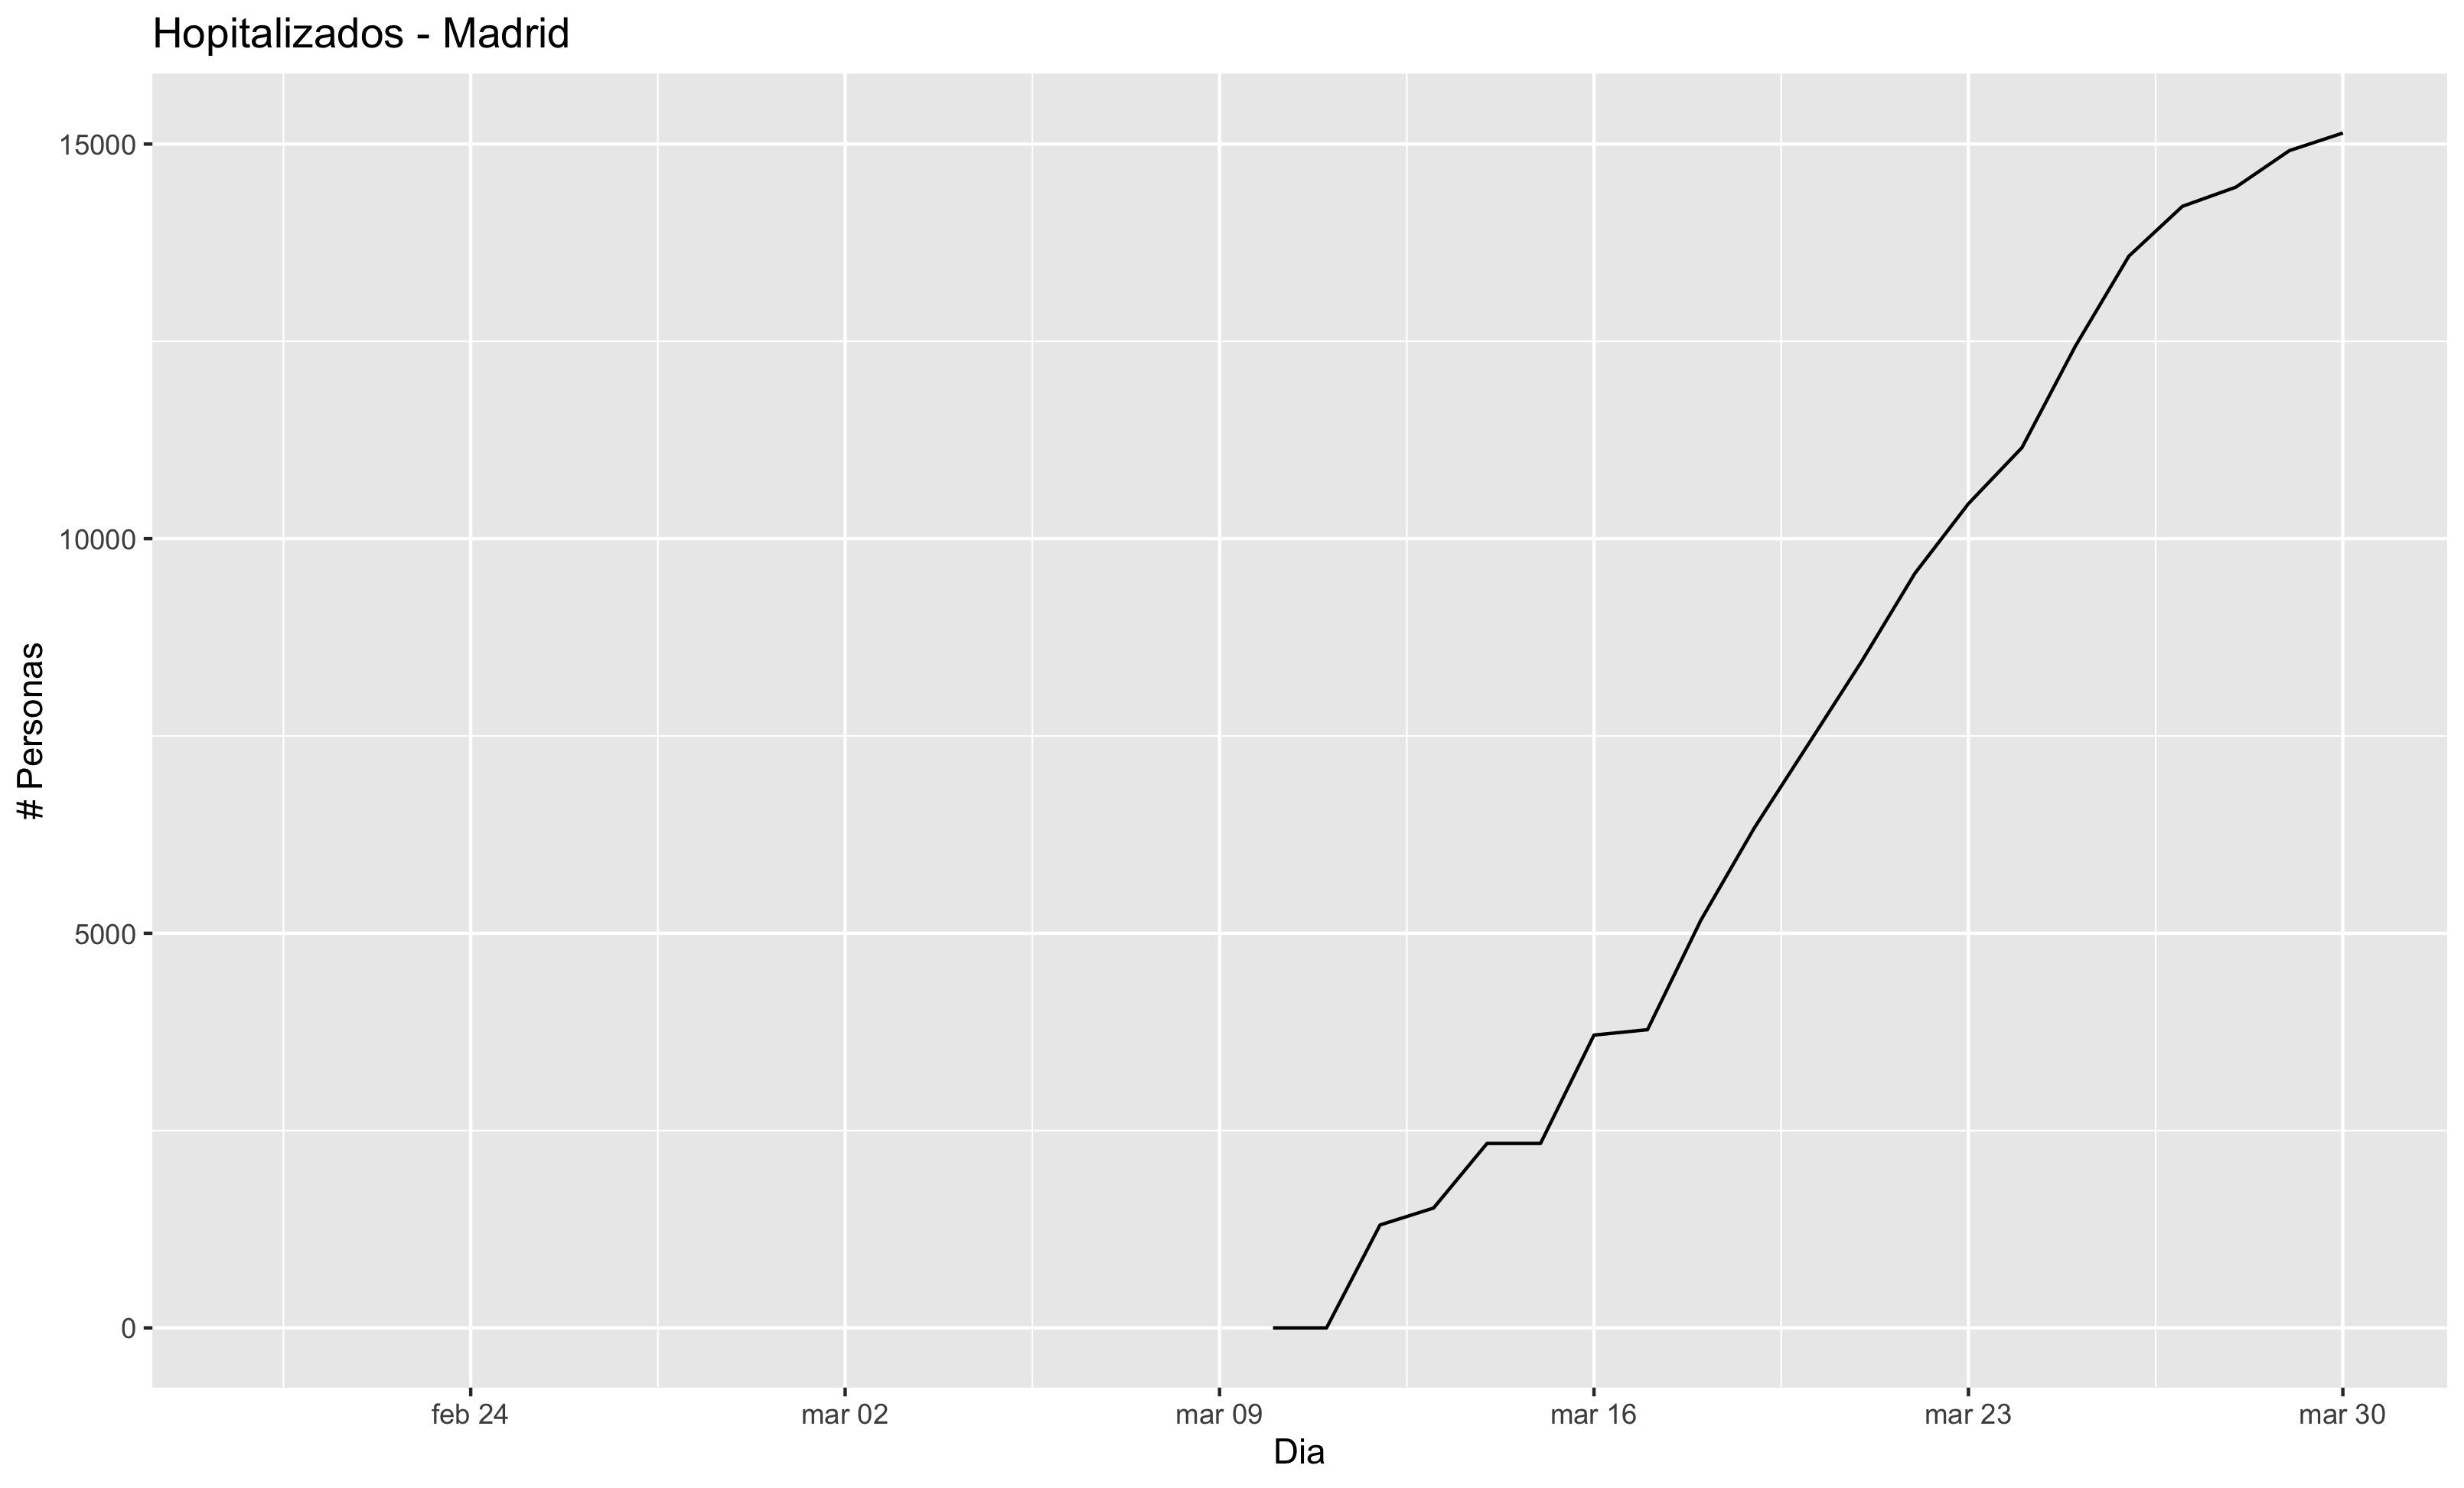 Hopitalizados - Madrid
# Personas
15000
10000
5000
0
feb 24
mar 02
mar 09
mar 16
mar 23
mar 30
Dia